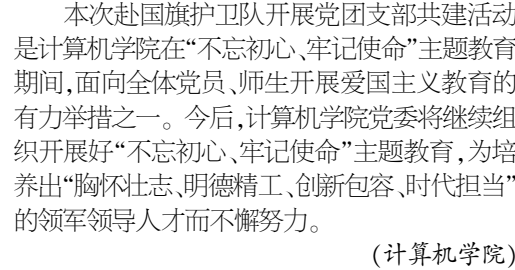 本次赴国旗护卫队开展党团支部共建活动
是计算机学院在“不忘初心、牢记使命”主题教育
期间,面向全体党员、师生开展爱国主义教育的
有力举措之一。今后,计算机学院党委将继续组
织开展好“不忘初心、牢记使命”主题教育,为培
养出“胸怀壮志、明德精工、创新包容、时代担当”
的领军领导人才而不懈努力。
(计算机学院)